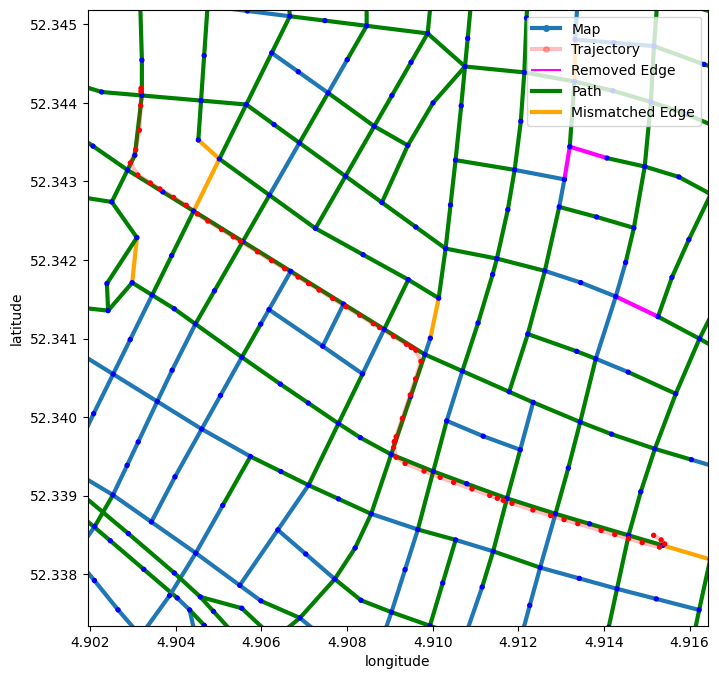 52.345
52.344
52.343
52.342
52.341
52.340
52.339
52.338
latitude
4.902
4.904
4.906
4.908
4.910
4.912
4.914
4.916
longitude
Map
Trajectory
Removed Edge
Path
Mismatched Edge